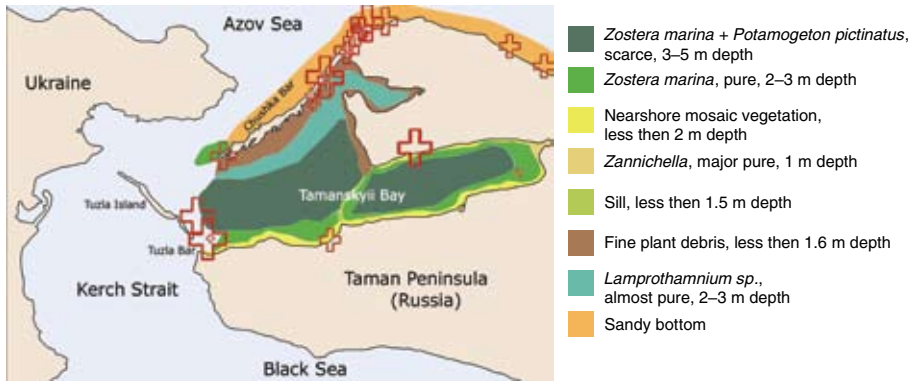 Azov Sea
Ukraine
Chushka Bar
Tamanskyii Bay
Tuzla Island
Tuzla Bar
Kerch Strait
Taman Peninsula
(Russia)
Black Sea
Zostera marina + Potamogeton pictinatus,
scarce, 3–5 m depth
Zostera marina, pure, 2–3 m depth
Nearshore mosaic vegetation,
less then 2 m depth
Zannichella, major pure, 1 m depth
Sill, less then 1.5 m depth
Fine plant debris, less then 1.6 m depth
Lamprothamnium sp.,
almost pure, 2–3 m depth
Sandy bottom